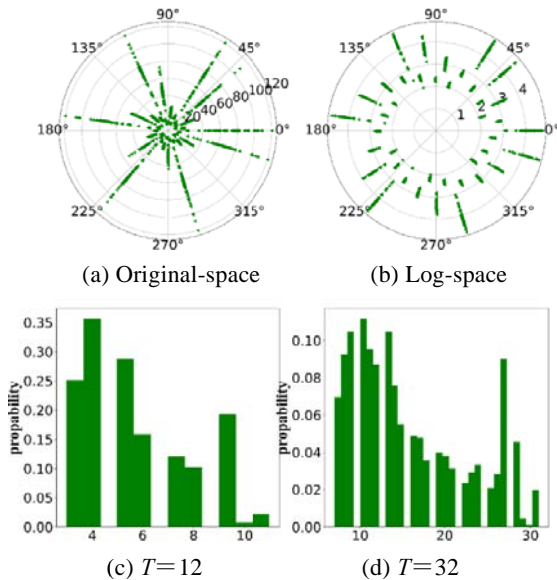 90° 90°
135° 45° 135° 45°
20 40 60 80 100 120 1 2 3 4
180° 0° 180° 0°
225° 315° 225° 315°
270° 270°
(a) Original-space (b) Log-space
0.35
0.30
0.25
0.20
0.15
0.10
0.05
0.00
propability
4 6 8 10
0.10
0.08
0.06
0.04
0.02
0.00
propability
10 20 30
(c) T=12 (d) T=32